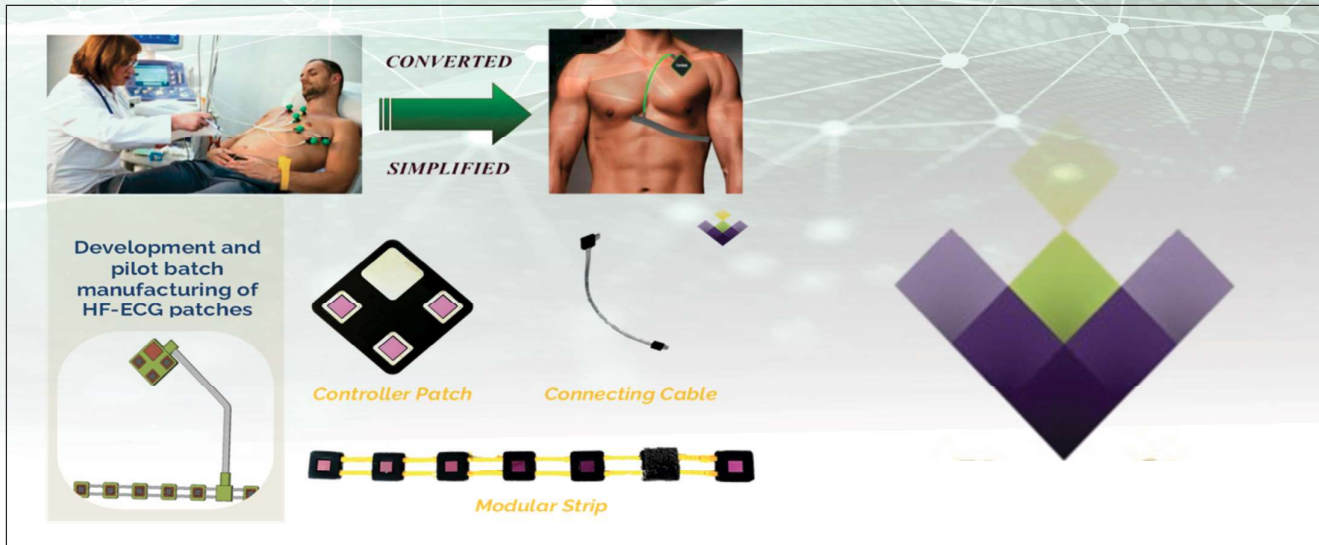 CONVERTED
SIMPLIFIED
Development and
pilot batch
manufacturing of
HF-ECG patches
Controller Patch
Connecting Cable
Modular Strip